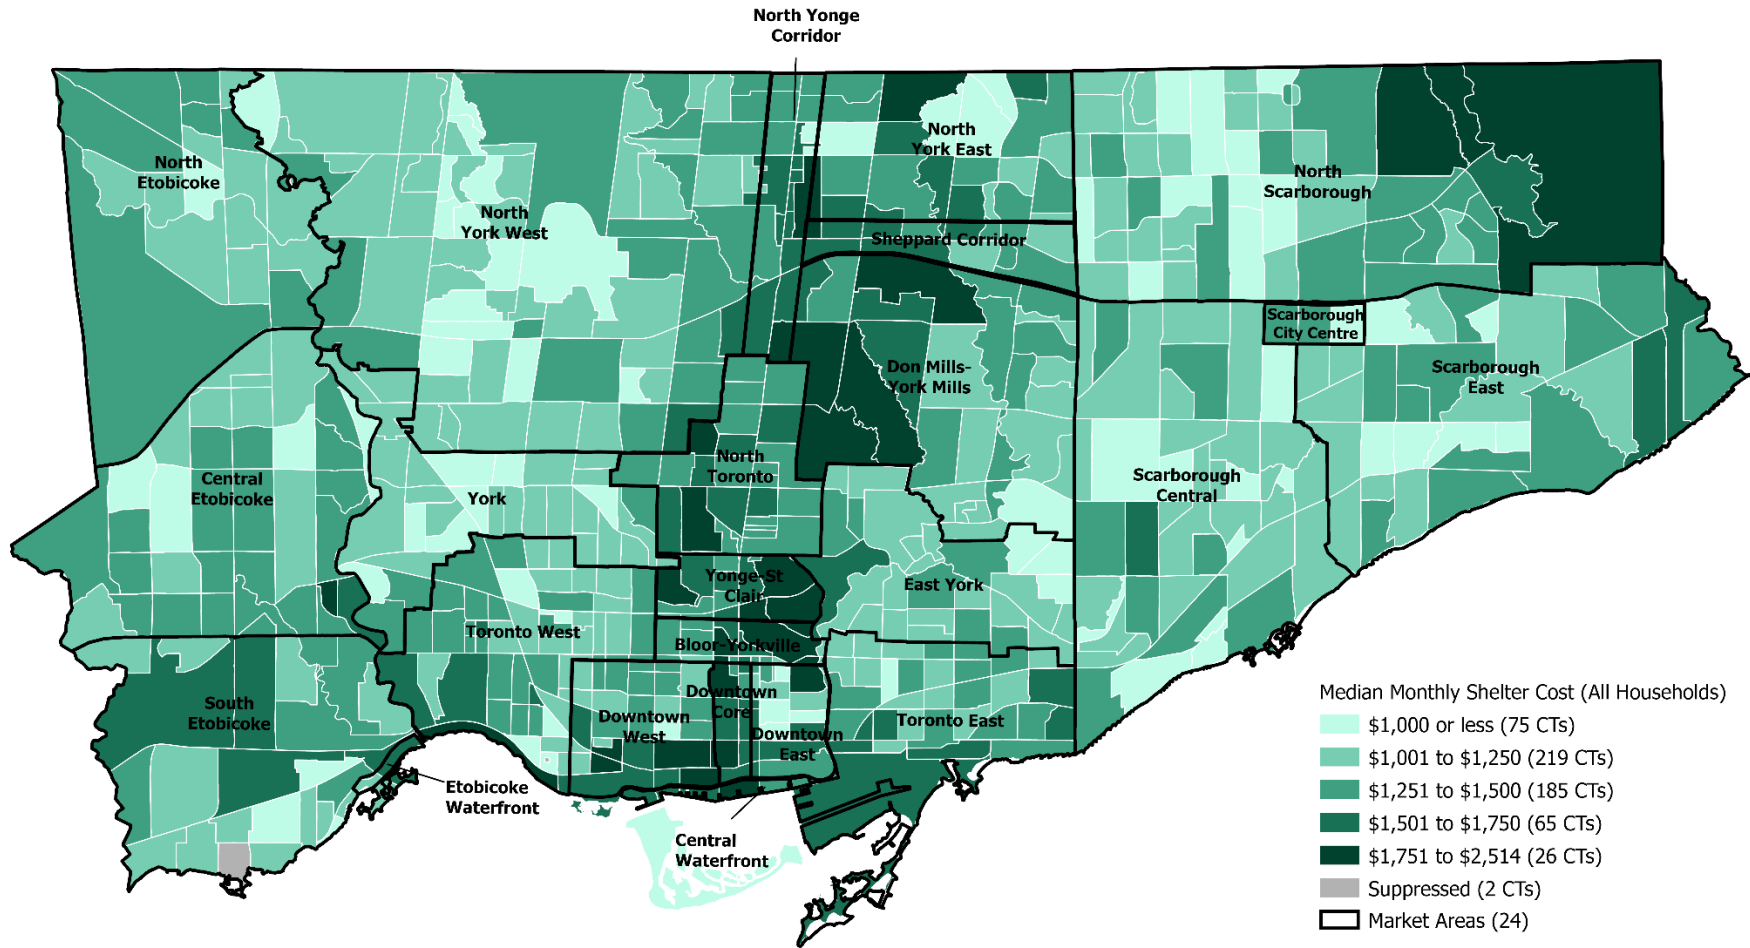 North Yonge
Corridor
North
Etobicoke
North
York West
North
York East
Sheppard Corridor
North
Scarborough
Scarborough
City Centre
Don Mills-
York Mills
Scarborough
East
Central
Etobicoke
York
North
Toronto
Scarborough
Central
Yonge-St
Clair
East York
Toronto West
Bloor-Yorkville
South
Etobicoke
Downtown
West
Downtown
Core
Downtown
East
Toronto East
Etobicoke
Waterfront
Central
Waterfront
Median Monthly Shelter Cost (All Households)
$1,000 or less (75 CTs)
$1,001 to $1,250 (219 CTs)
$1,251 to $1,500 (185 CTs)
$1,501 to $1,750 (65 CTs)
$1,751 to $2,514 (26 CTs)
Suppressed (2 CTs)
Market Areas (24)